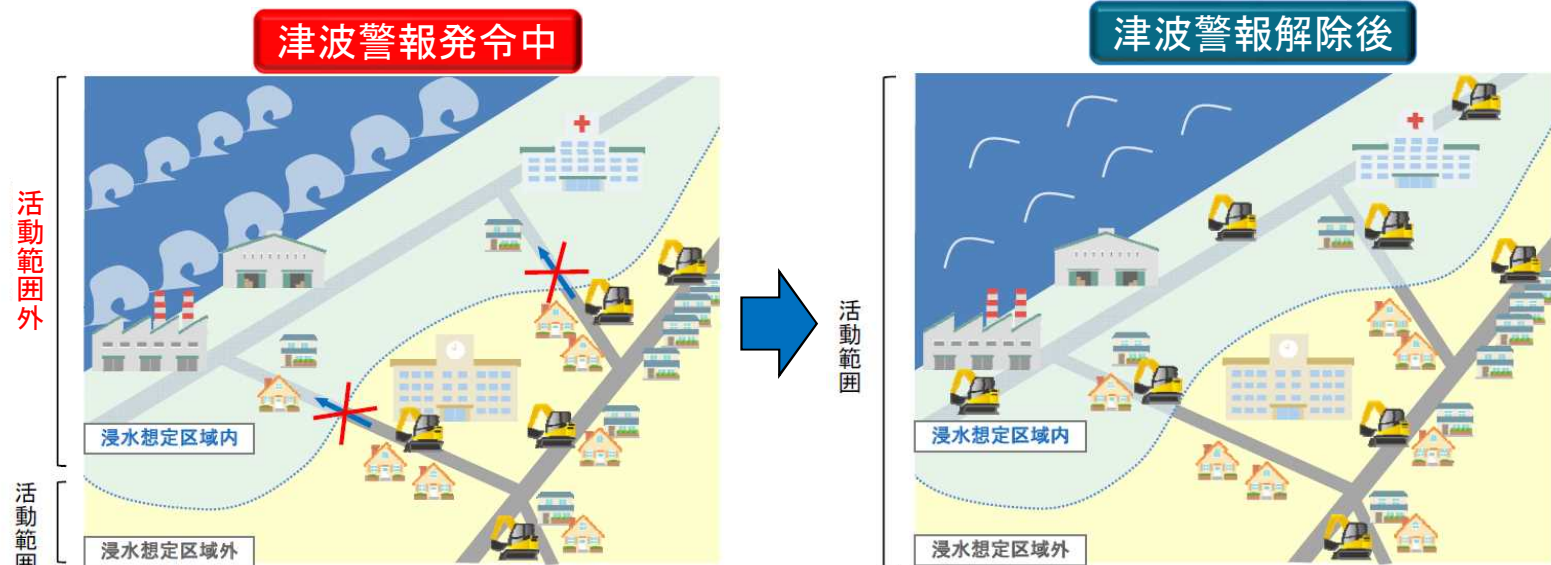 津波警報発令中
津波警報解除後
活動範囲外
浸水想定区域内
活動範囲
浸水想定区域外
活動範囲
浸水想定区域内
浸水想定区域外